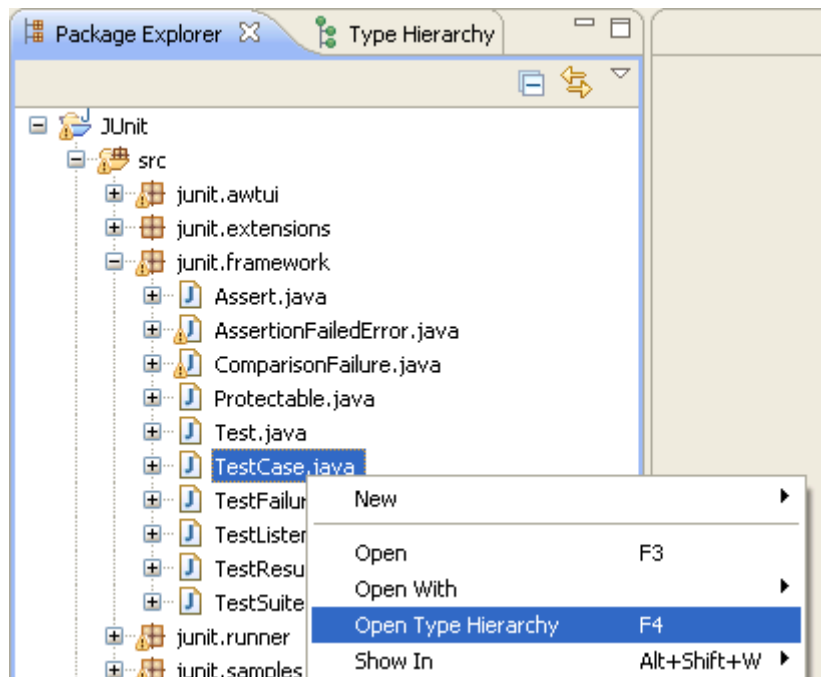 Package Explorer Type Hierarchy
JUnit
src
junit.awtui
junit.extensions
junit.framework
Assert.java
AssertionFailedError.java
ComparisonFailure.java
Protectable.java
Test.java
TestCase.java
TestFailur New
TestLister
Open F3
TestResu
Open With
TestSuite
Open Type Hierarchy F4
junit.runner
Show In Alt+Shift+W
junit.samples